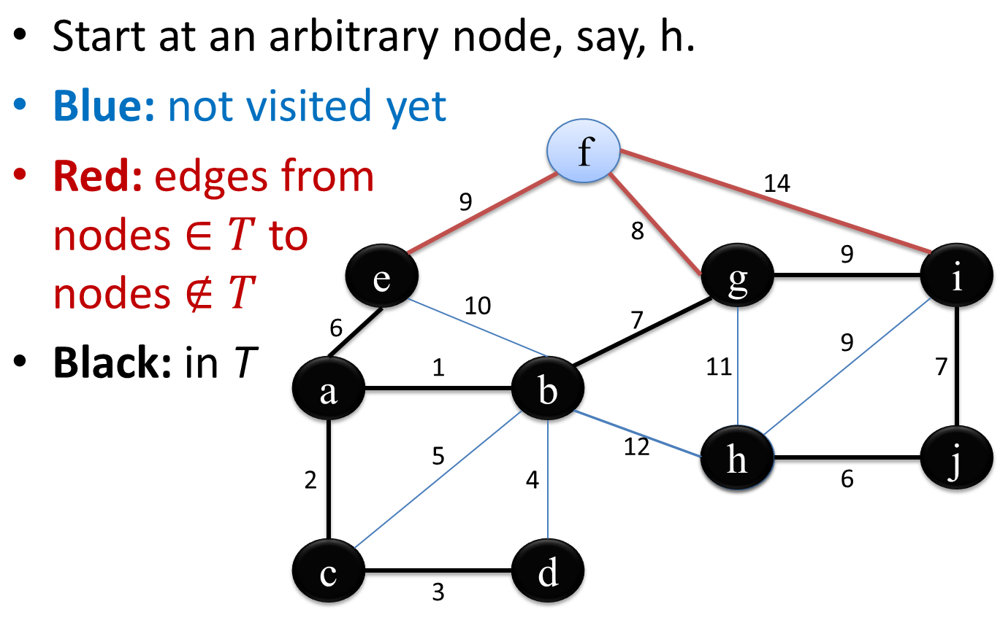 • Start at an arbitrary node, say, h.
• Blue: not visited yet
• Red: edges from
nodes ∈ T to
nodes ∉ T
• Black: in T
f
14
9
8
9
e
g
i
10
6
7
9
1
11
7
a
b
h
j
12
5
2
4
6
c
d
3